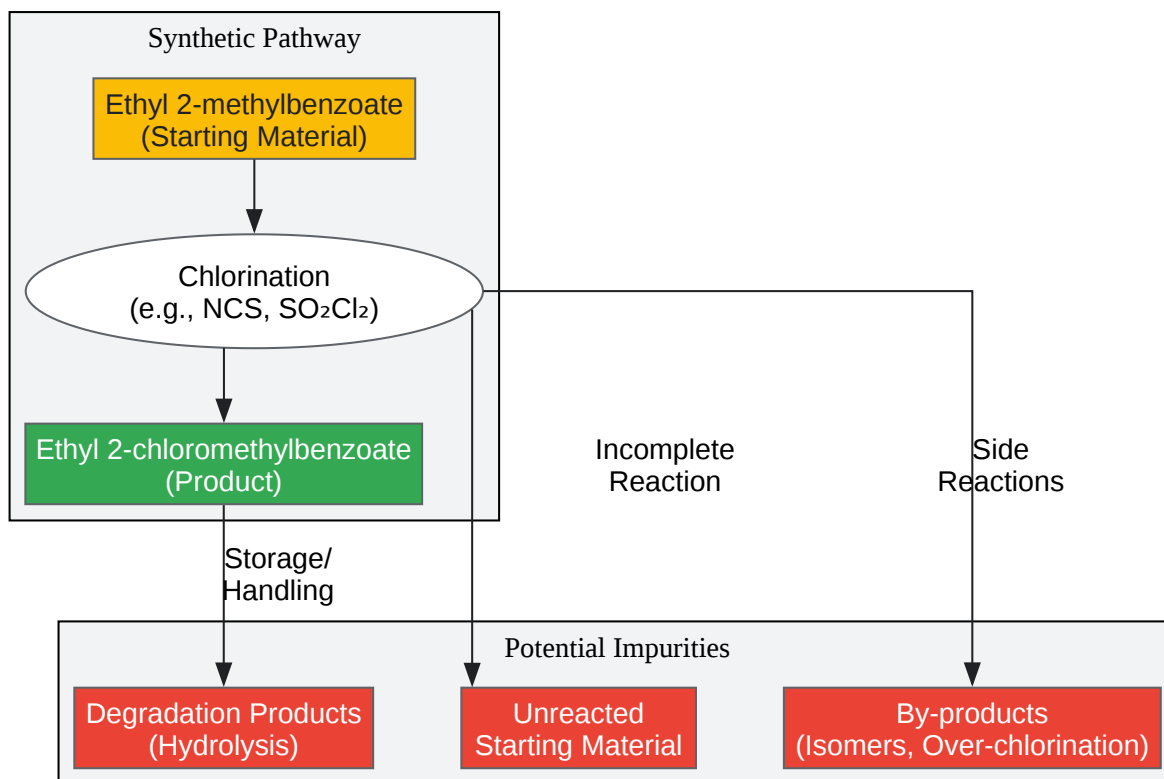 Synthetic Pathway
Ethyl 2-methylbenzoate
(Starting Material)
Chlorination
(e.g., NCS, SO₂Cl₂)
Ethyl 2-chloromethylbenzoate
(Product)
Incomplete
Reaction
Side
Reactions
Storage/
Handling
Potential Impurities
Degradation Products
(Hydrolysis)
Unreacted
Starting Material
By-products
(Isomers, Over-chlorination)